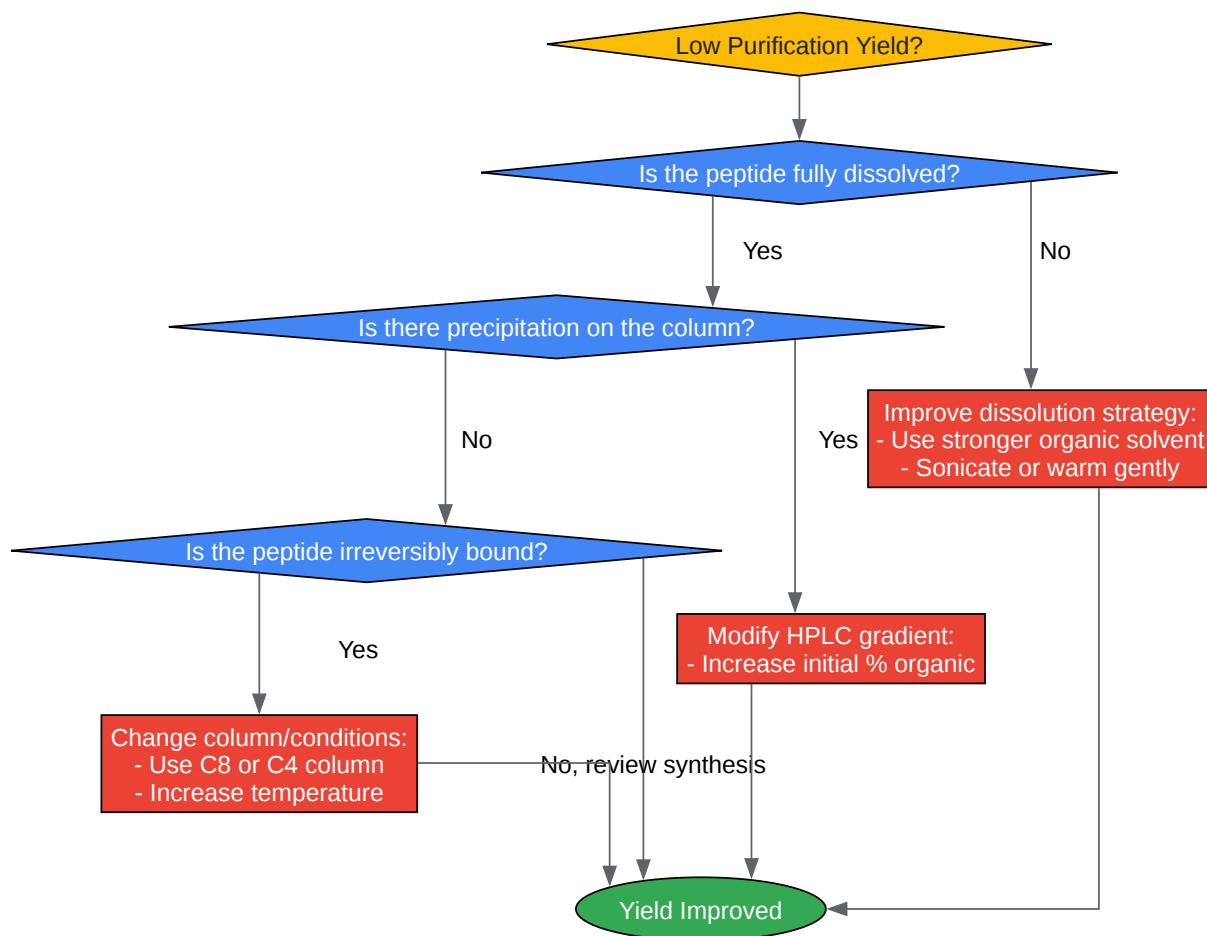 Low Purification Yield?
Is the peptide fully dissolved?
Yes
No
Is there precipitation on the column?
Improve dissolution strategy:
- Use stronger organic solvent
- Sonicate or warm gently
No
Yes
Is the peptide irreversibly bound?
Modify HPLC gradient:
- Increase initial % organic
Yes
Change column/conditions:
- Use C8 or C4 column
- Increase temperature
No, review synthesis
Yield Improved